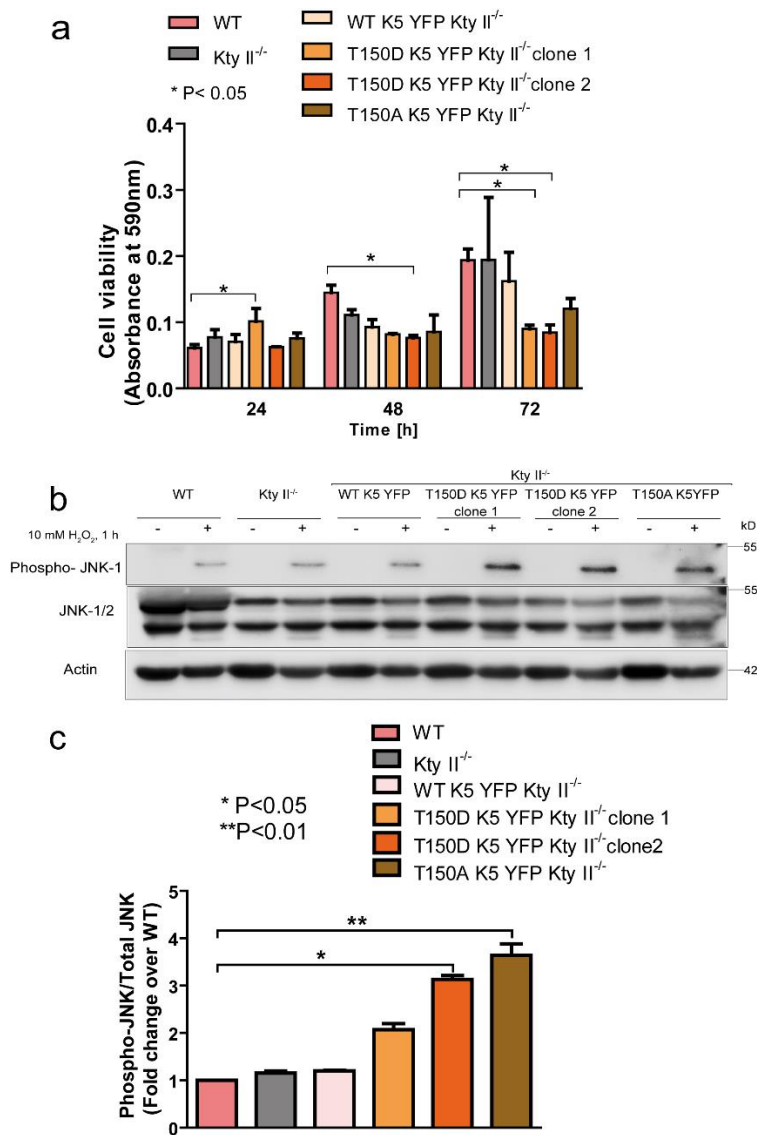 a
WT
Kty II-/-
* P< 0.05
WT K5 YFP Kty II-/-
T150D K5 YFP Kty II-/- clone 1
T150D K5 YFP Kty II-/- clone 2
T150A K5 YFP Kty II-/-
Cell viability
(Absorbance at 590nm)
0.4
0.3
0.2
0.1
0.0
*
*
*
*
24 48 72
Time [h]
b
Kty II-/-
WT Kty II-/- WT K5 YFP T150D K5 YFP T150D K5 YFP T150A K5YFP
clone 1 clone 2
10 mM H2O2, 1 h - + - + - + - + - + - + kD
Phospho- JNK-1 55
JNK-1/2 55
Actin 42
c
WT
Kty II-/-
WT K5 YFP Kty II-/-
T150D K5 YFP Kty II-/- clone 1
T150D K5 YFP Kty II-/- clone2
T150A K5 YFP Kty II-/-
* P<0.05
**P<0.01
Phospho-JNK/Total JNK
(Fold change over WT)
5
4
3
2
1
0
**
*